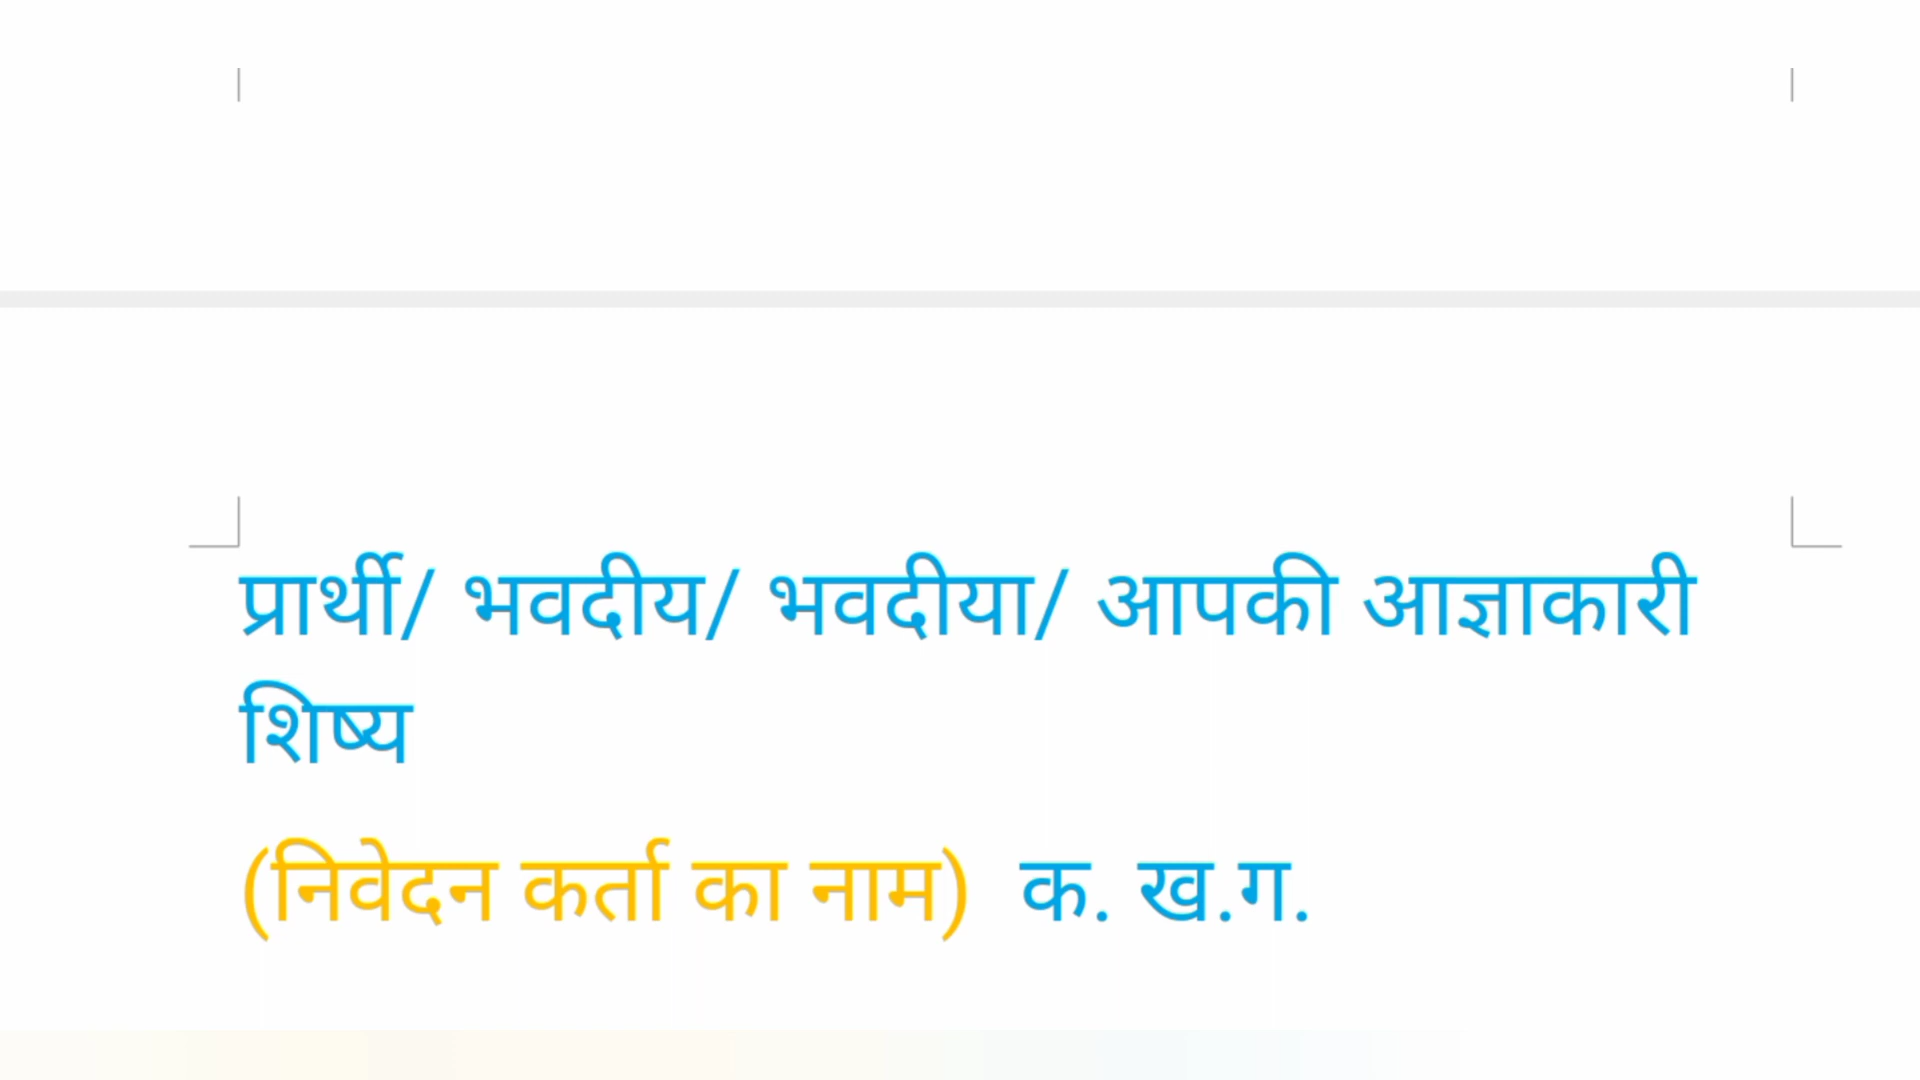 प्रार्थी/ भवदीय/ भवदीया/ आपकी आज्ञाकारी
शिष्य
(निवेदन कर्ता का नाम) क. ख.ग.